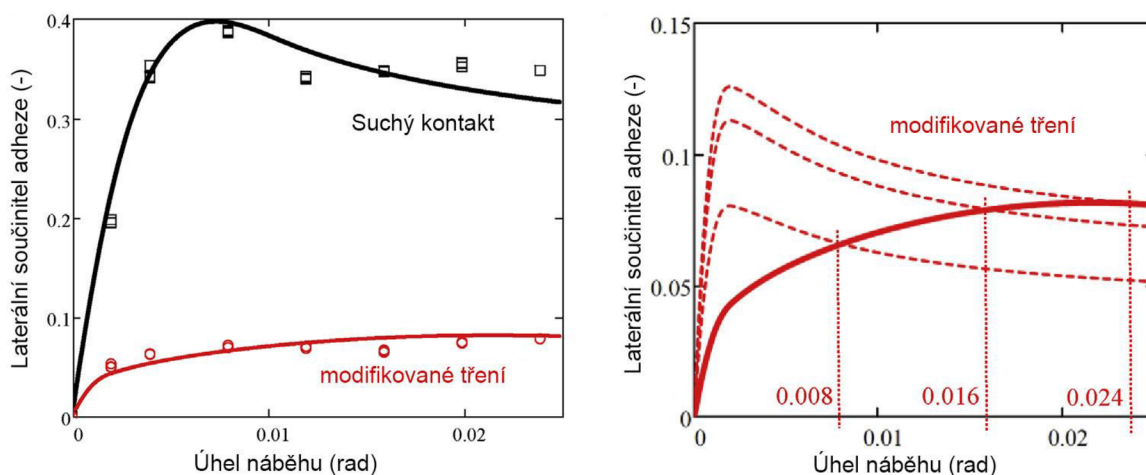 Laterální součinitel adheze (-)
0.4
0.3
0.2
0.1
0
Suchý kontakt
modifikované tření
0
0.01
0.02
Úhel náběhu (rad)
Laterální součinitel adheze (-)
0.15
0.1
0.05
0
modifikované tření
0.008
0.016
0.024
0
0.01
0.02
Úhel náběhu (rad)